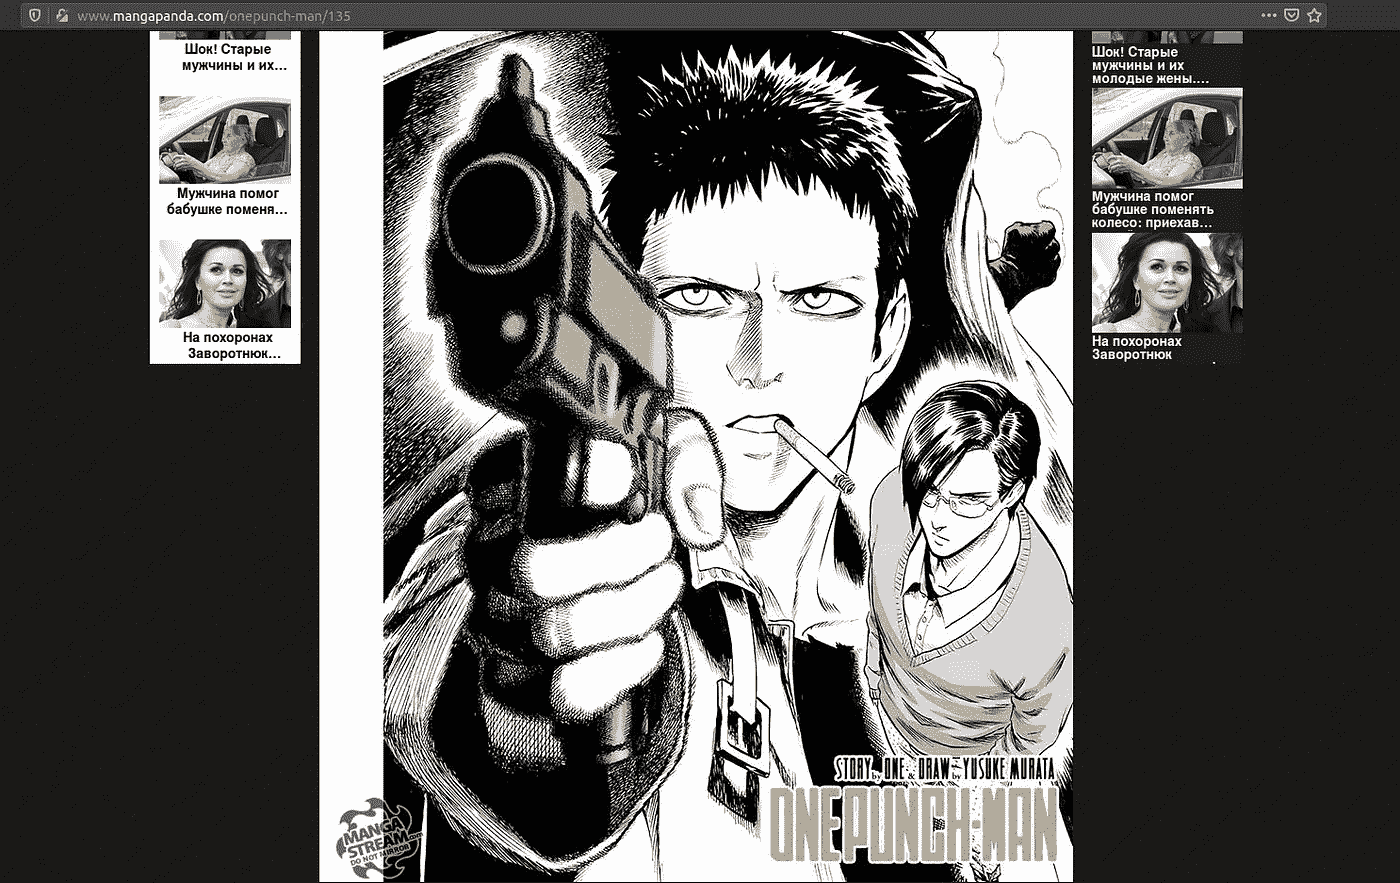 www.mangapanda.com/onepunch-man/135
Шок! Старые
мужчины и их...
Мужчина помог
бабушке поменя...
На похоронах
Заворотнюк...
STORY by ONE & DRAW by YUSUKE MURATA
ONEPUNCH-MAN
MANGA
STREAM.com
DO NOT MIRROR
Шок! Старые
мужчины и их
молодые жены....
Мужчина помог
бабушке поменять
колесо: приехав...
На похоронах
Заворотнюк